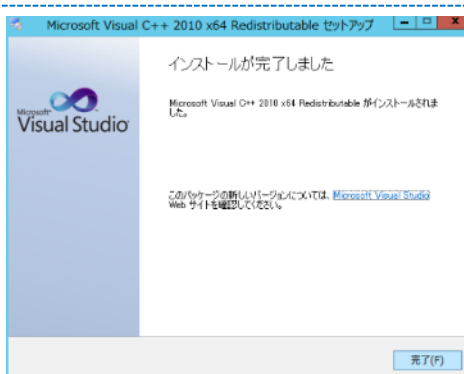 Microsoft Visual C++ 2010 x64 Redistributable セットアップ
インストールが完了しました
Microsoft Visual C++ 2010 x64 Redistributable がインストールされま
した。
Microsoft
Visual Studio
このパッケージの新しいバージョンについては、Microsoft Visual Studio
Web サイトを確認してください。
完了(F)